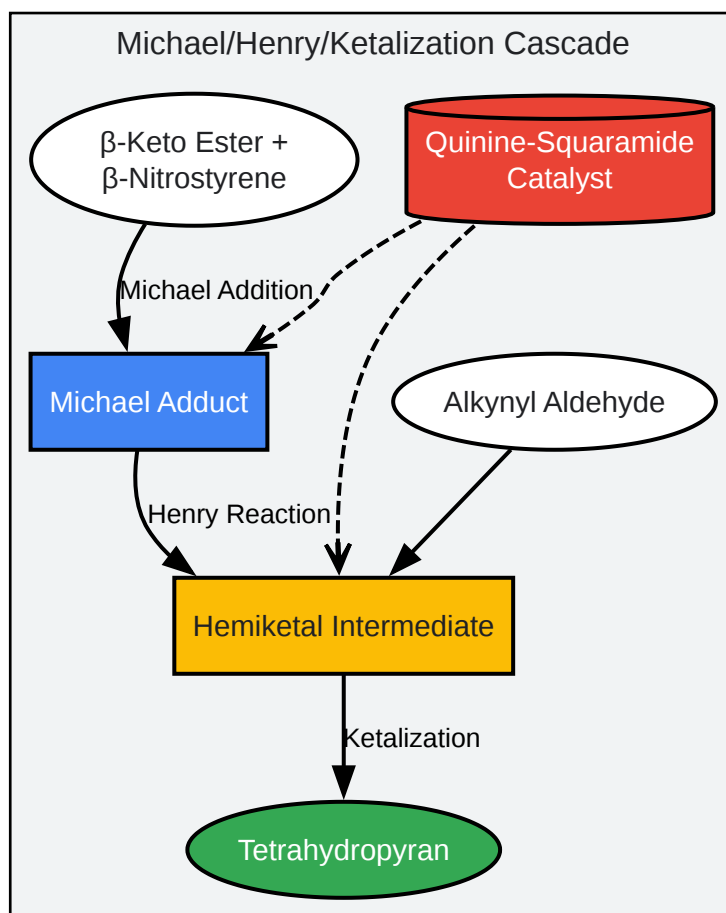 Michael/Henry/Ketalization Cascade
β-Keto Ester +
β-Nitrostyrene
Quinine-Squaramide
Catalyst
Michael Addition
Michael Adduct
Alkynyl Aldehyde
Henry Reaction
Hemiketal Intermediate
Ketalization
Tetrahydropyran